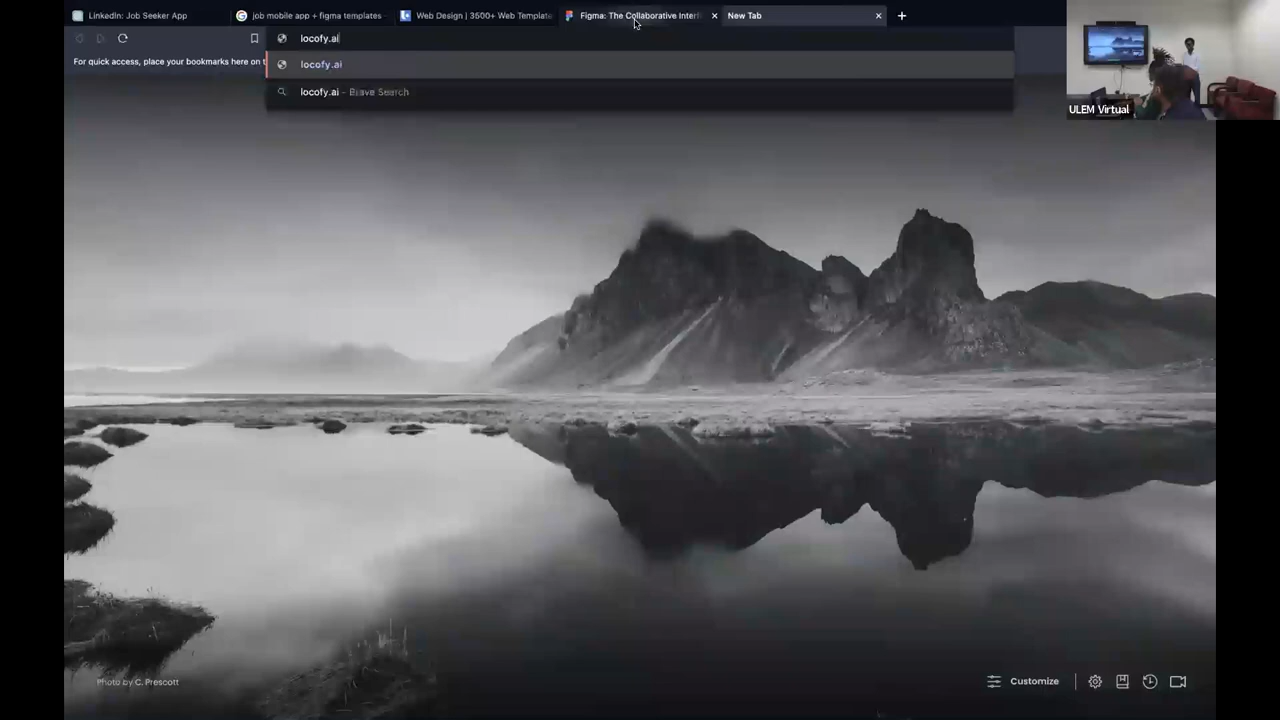 LinkedIn: Job Seeker App
job mobile app + figma templates
Web Design | 3500+ Web Template
Figma: The Collaborative Interf
New Tab
locofy.ai
For quick access, place your bookmarks here on t
locofy.ai
locofy.ai - Brave Search
ULEM Virtual
Photo by C. Prescott
Customize